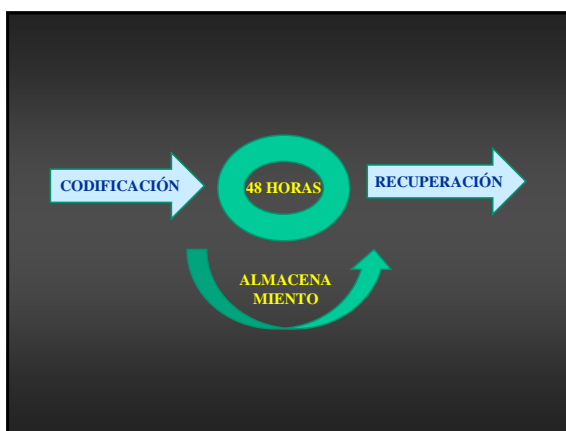 CODIFICACIÓN
48 HORAS
RECUPERACIÓN
ALMACENA
MIENTO